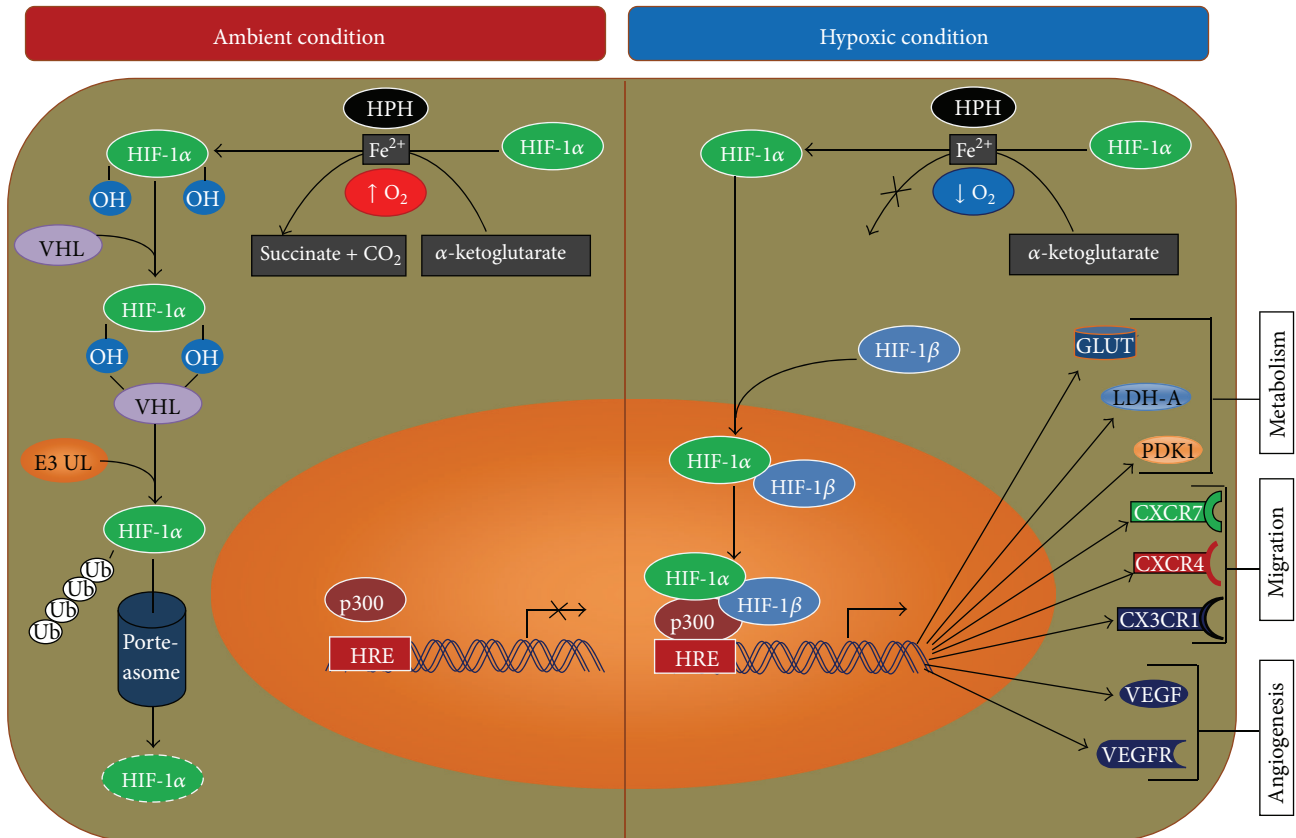 Ambient condition
Hypoxic condition
HPH
Fe²⁺
HIF-1α
HIF-1α
OH
OH
↑ O₂
VHL
Succinate + CO₂
α-ketoglutarate
HIF-1α
OH
OH
VHL
E3 UL
HIF-1α
Ub
Ub
Ub
Ub
Porte-
asome
HIF-1α
p300
HRE
HPH
Fe²⁺
HIF-1α
HIF-1α
↓ O₂
α-ketoglutarate
HIF-1β
HIF-1α
HIF-1β
HIF-1α
HIF-1β
p300
HRE
GLUT
LDH-A
PDK1
Metabolism
CXCR7
CXCR4
CX3CR1
Migration
VEGF
VEGFR
Angiogenesis